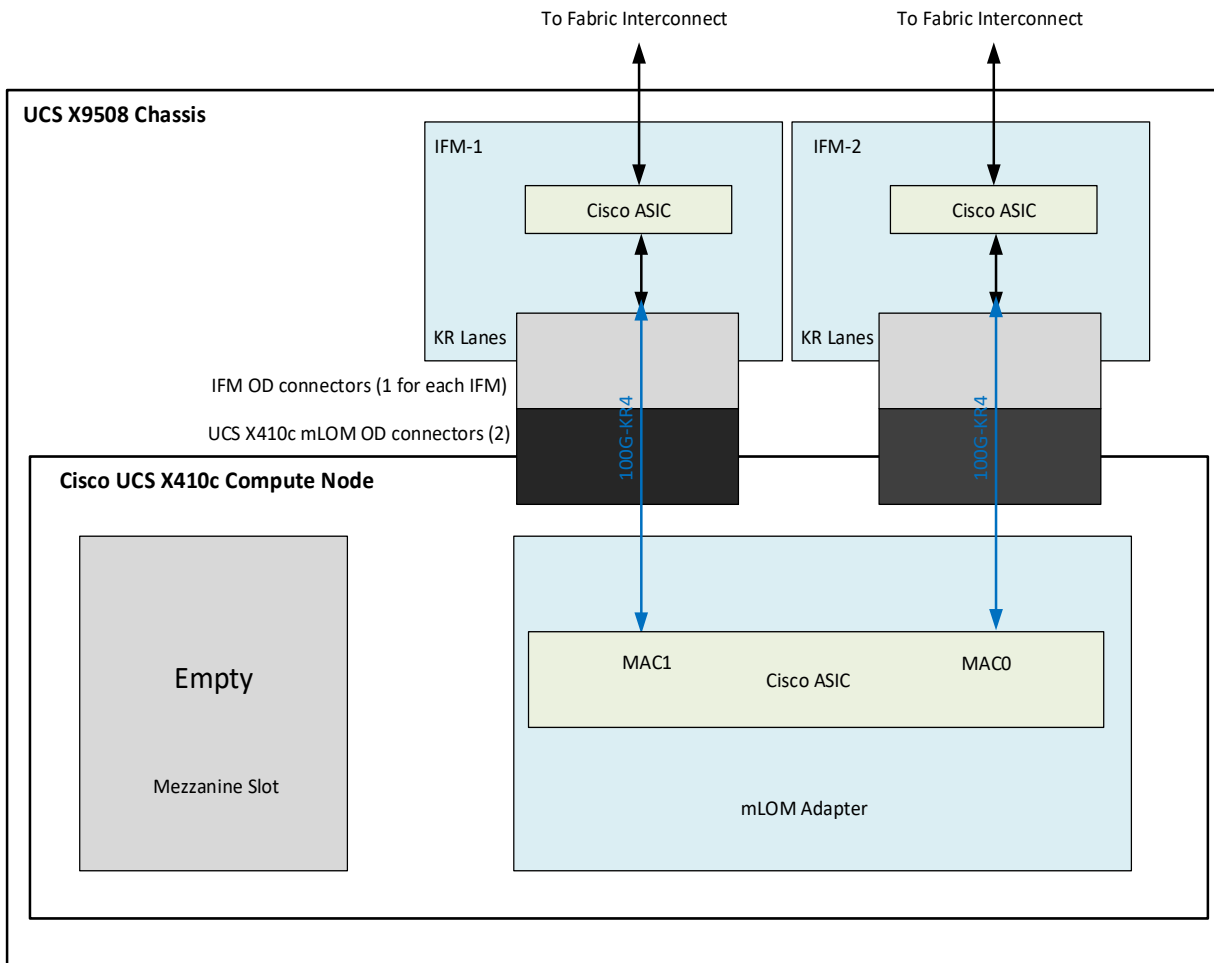 To Fabric Interconnect
To Fabric Interconnect
UCS X9508 Chassis
IFM-1
IFM-2
Cisco ASIC
Cisco ASIC
KR Lanes
KR Lanes
IFM OD connectors (1 for each IFM)
UCS X410c mLOM OD connectors (2)
100G-KR4
100G-KR4
Cisco UCS X410c Compute Node
Empty
Mezzanine Slot
MAC1
MAC0
Cisco ASIC
mLOM Adapter